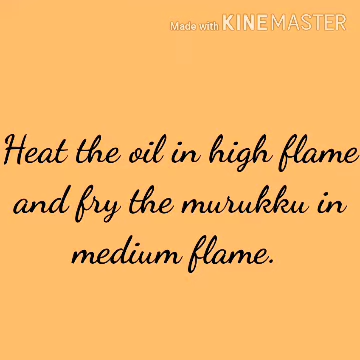 Made with KINEMASTER
Heat the oil in high flame
and fry the murukku in
medium flame.